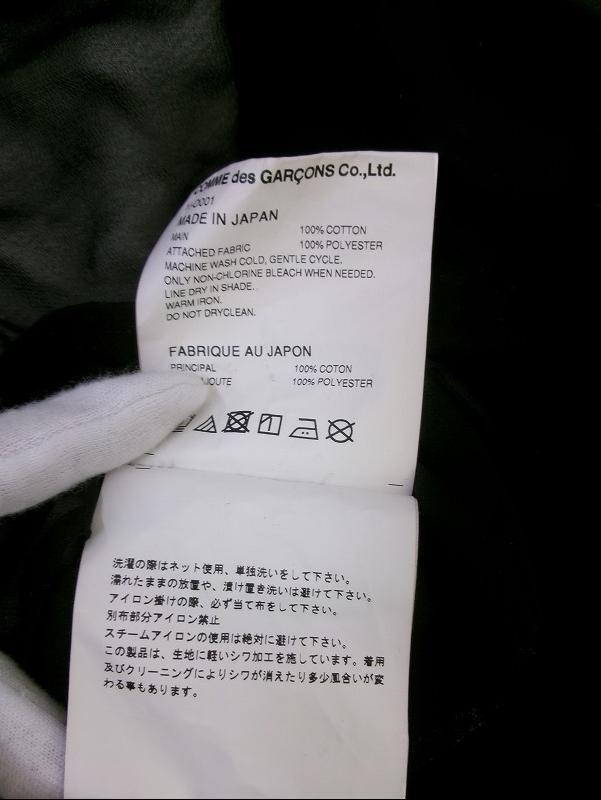 COMME des GARÇONS Co.,Ltd.
MADE IN JAPAN
MAIN 100% COTTON
ATTACHED FABRIC 100% POLYESTER
MACHINE WASH COLD, GENTLE CYCLE.
ONLY NON-CHLORINE BLEACH WHEN NEEDED.
LINE DRY IN SHADE.
WARM IRON.
DO NOT DRYCLEAN.
FABRIQUE AU JAPON
PRINCIPAL 100% COTON
100% POLYESTER
洗濯の際はネット使用、単独洗いをして下さい。
濡れたままの放置や、漬け置き洗いは避けて下さい。
アイロン掛けの際、必ず当て布をして下さい。
別布部分アイロン禁止
スチームアイロンの使用は絶対に避けて下さい。
この製品は、生地に軽いシワ加工を施しています。着用
及びクリーニングによりシワが消えたり多少風合いが変
わる事もあります。